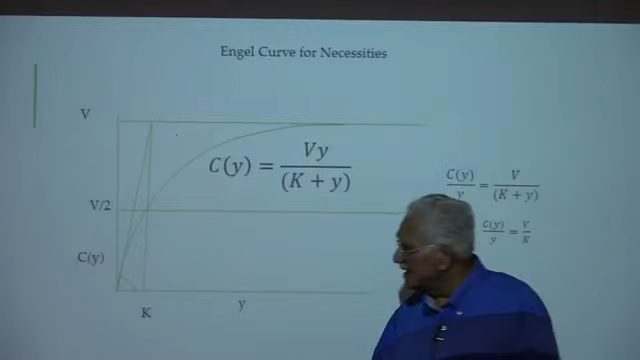 Engel Curve for Necessities
V
C(y) = Vy / (K + y)
C(y) / y = V / (K + y)
V/2
C(y) / y = V / K
C(y)
y
K